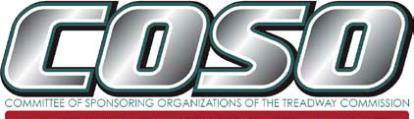 COSO
COMMITTEE OF SPONSORING ORGANIZATIONS OF THE TREADWAY COMMISSION